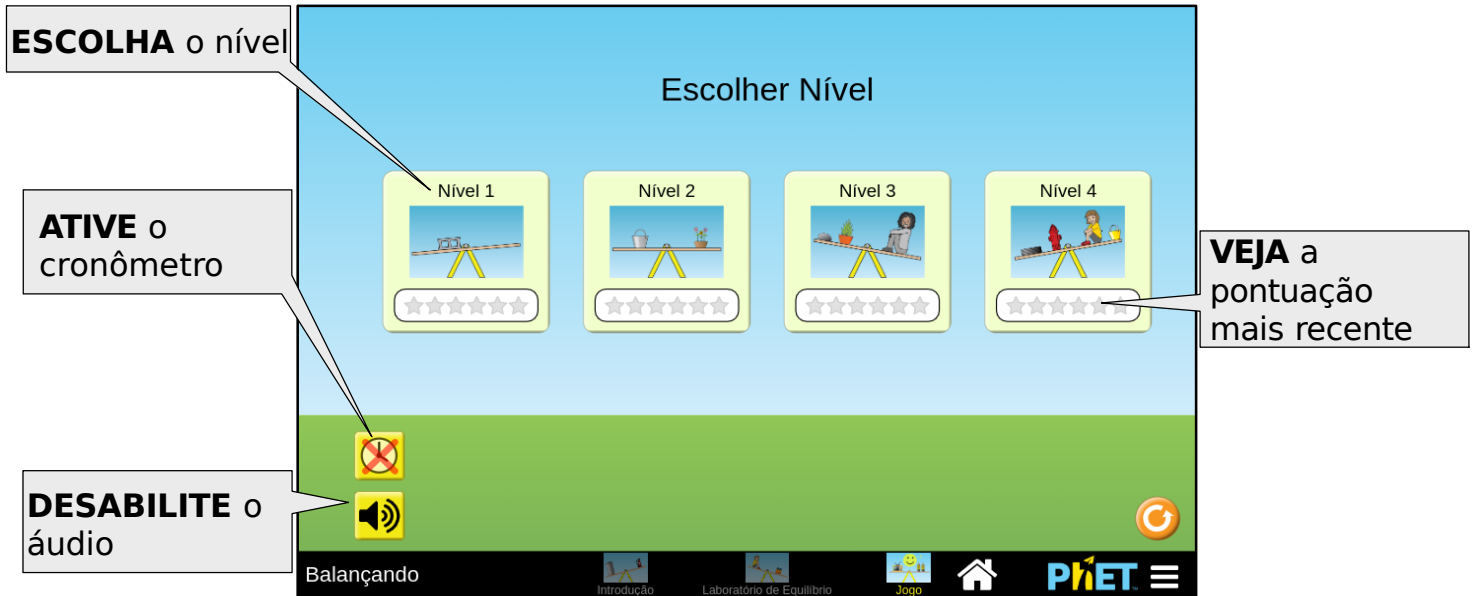 ESCOLHA o nível
Escolher Nível
Nível 1
Nível 2
Nível 3
Nível 4
ATIVE o
cronômetro
VEJA a
pontuação
mais recente
DESABILITE o
áudio
Balançando
Introdução
Laboratório de Equilíbrio
Jogo
PhET